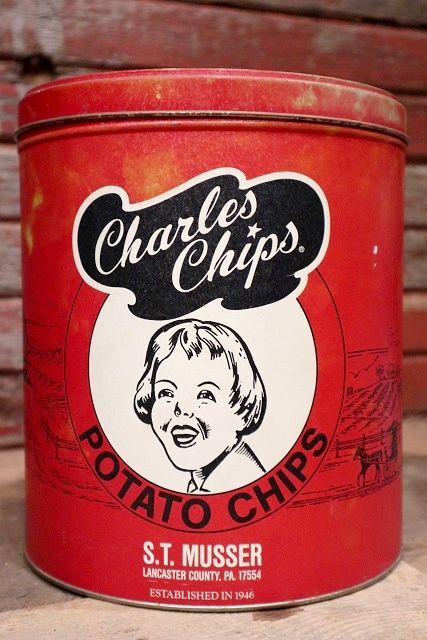 Charles
Chips®
POTATO CHIPS
S.T. MUSSER
LANCASTER COUNTY, PA. 17554
ESTABLISHED IN 1946